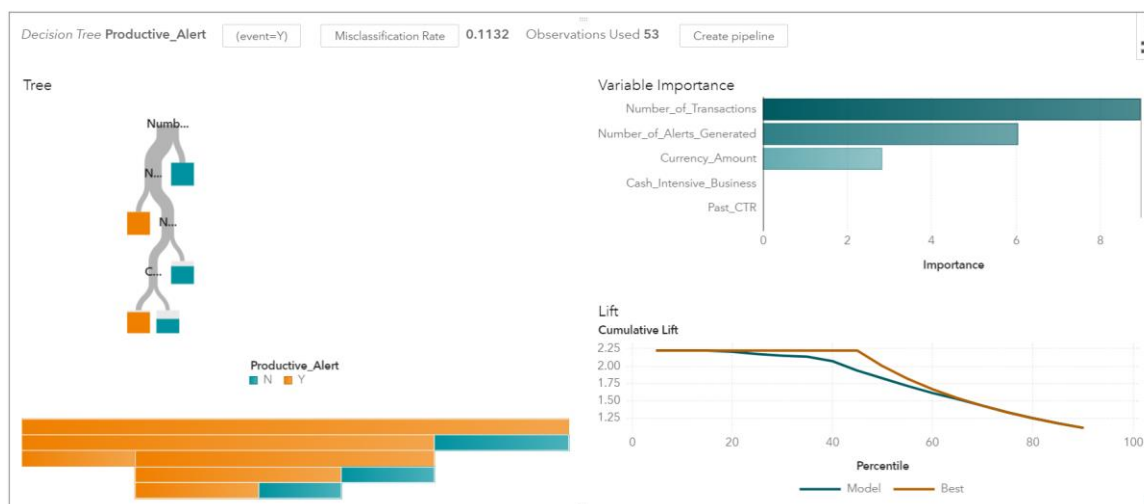 Decision Tree Productive_Alert (event=Y) Misclassification Rate 0.1132 Observations Used 53 Create pipeline
Tree
Numb...
N...
N...
C...
Productive_Alert
N Y
Variable Importance
Number_of_Transactions
Number_of_Alerts_Generated
Currency_Amount
Cash_Intensive_Business
Past_CTR
0 2 4 6 8
Importance
Lift
Cumulative Lift
2.25
2.00
1.75
1.50
1.25
0 20 40 60 80 100
Percentile
Model Best